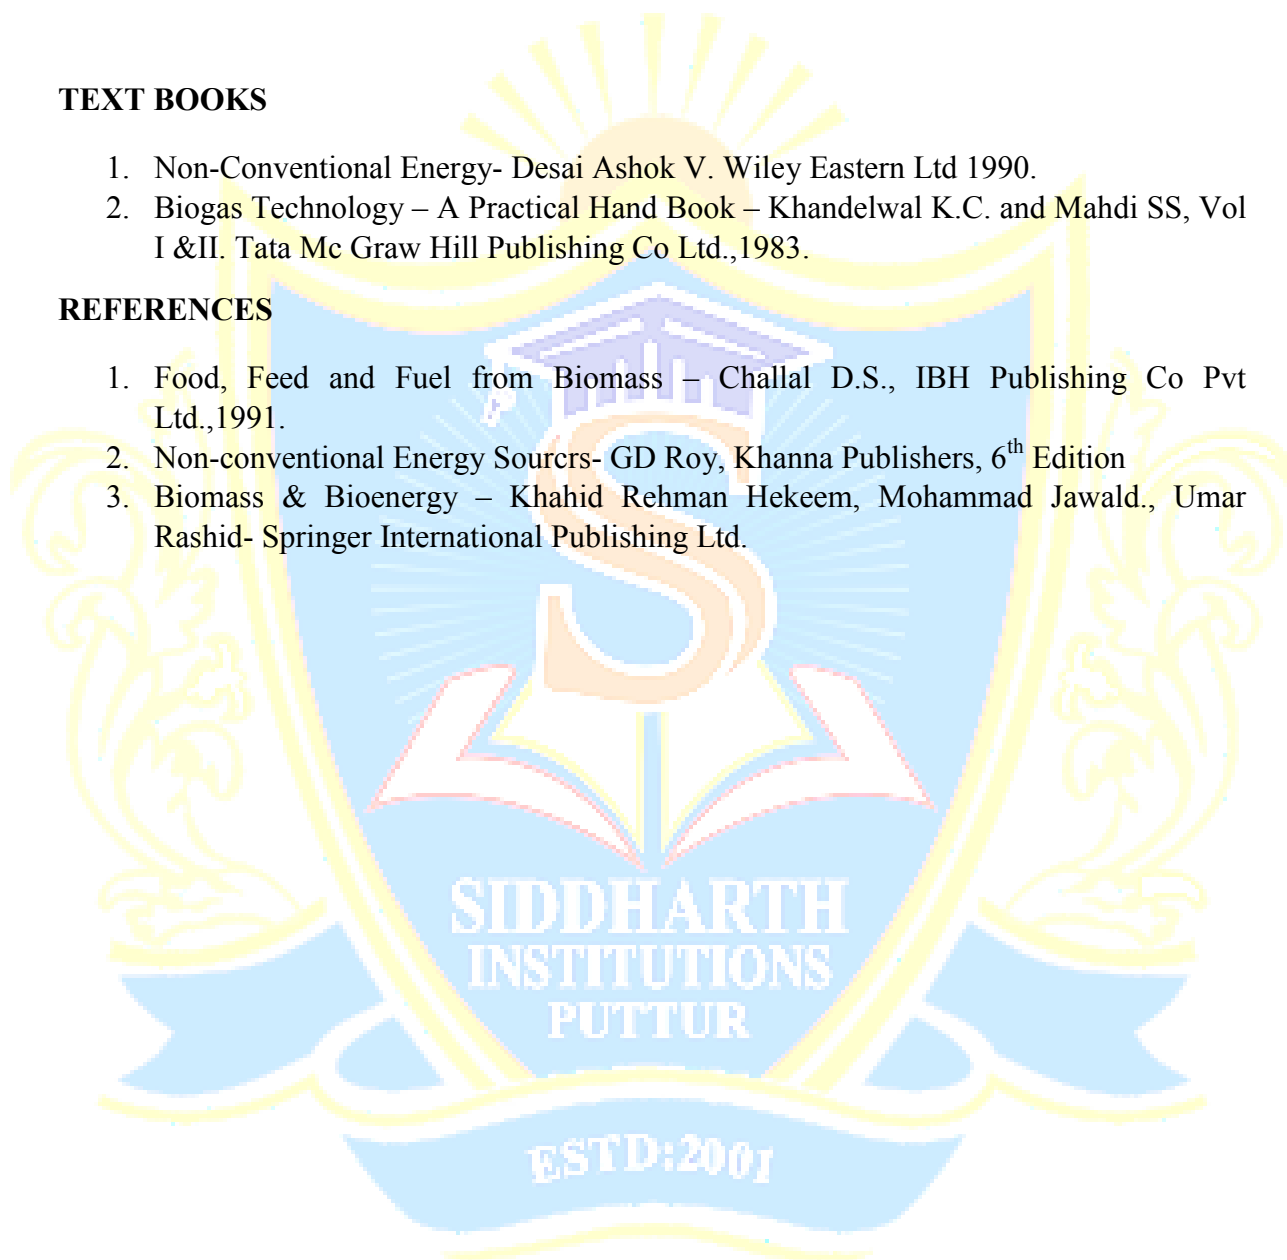 TEXT BOOKS
1. Non-Conventional Energy- Desai Ashok V. Wiley Eastern Ltd 1990.
2. Biogas Technology – A Practical Hand Book – Khandelwal K.C. and Mahdi SS, Vol
I &II. Tata Mc Graw Hill Publishing Co Ltd.,1983.
REFERENCES
1. Food, Feed and Fuel from Biomass – Challal D.S., IBH Publishing Co Pvt
Ltd.,1991.
2. Non-conventional Energy Sourcrs- GD Roy, Khanna Publishers, 6th Edition
3. Biomass & Bioenergy – Khahid Rehman Hekeem, Mohammad Jawald., Umar
Rashid- Springer International Publishing Ltd.
S
SIDDHARTH
INSTITUTIONS
PUTTUR
ESTD:2001